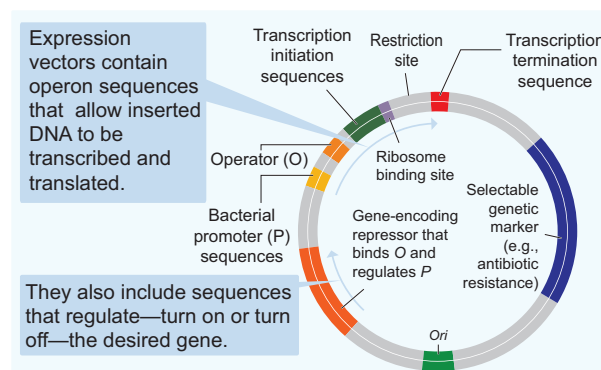 Expression
vectors contain
operon sequences
that allow inserted
DNA to be
transcribed and
translated.
Transcription
initiation
sequences
Restriction
site
Transcription
termination
sequence
Operator (O)
Ribosome
binding site
Bacterial
promoter (P)
sequences
Gene-encoding
repressor that
binds O and
regulates P
Selectable
genetic
marker
(e.g.,
antibiotic
resistance)
They also include sequences
that regulate—turn on or turn
off—the desired gene.
Ori